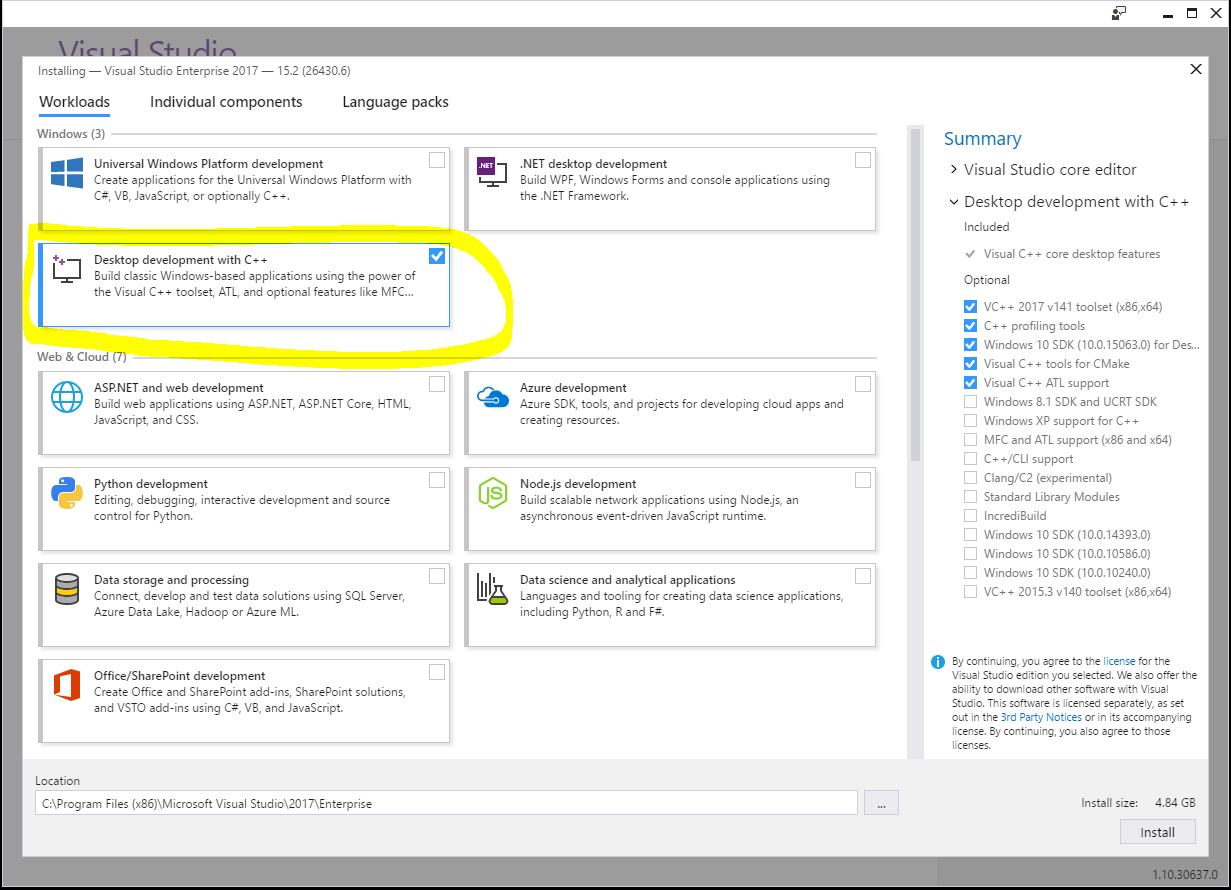 Visual Studio
Installing — Visual Studio Enterprise 2017 — 15.2 (26430.6)
Workloads
Individual components
Language packs
Windows (3)
Universal Windows Platform development
Create applications for the Universal Windows Platform with
C#, VB, JavaScript, or optionally C++.
.NET
.NET desktop development
Build WPF, Windows Forms and console applications using
the .NET Framework.
Desktop development with C++
Build classic Windows-based applications using the power of
the Visual C++ toolset, ATL, and optional features like MFC...
Web & Cloud (7)
ASP.NET and web development
Build web applications using ASP.NET, ASP.NET Core, HTML,
JavaScript, and CSS.
Azure development
Azure SDK, tools, and projects for developing cloud apps and
creating resources.
Python development
Editing, debugging, interactive development and source
control for Python.
JS
Node.js development
Build scalable network applications using Node.js, an
asynchronous event-driven JavaScript runtime.
Data storage and processing
Connect, develop and test data solutions using SQL Server,
Azure Data Lake, Hadoop or Azure ML.
Data science and analytical applications
Languages and tooling for creating data science applications,
including Python, R and F#.
Office/SharePoint development
Create Office and SharePoint add-ins, SharePoint solutions,
and VSTO add-ins using C#, VB, and JavaScript.
Summary
Visual Studio core editor
Desktop development with C++
Included
Visual C++ core desktop features
Optional
VC++ 2017 v141 toolset (x86,x64)
C++ profiling tools
Windows 10 SDK (10.0.15063.0) for Des...
Visual C++ tools for CMake
Visual C++ ATL support
Windows 8.1 SDK and UCRT SDK
Windows XP support for C++
MFC and ATL support (x86 and x64)
C++/CLI support
Clang/C2 (experimental)
Standard Library Modules
IncrediBuild
Windows 10 SDK (10.0.14393.0)
Windows 10 SDK (10.0.10586.0)
Windows 10 SDK (10.0.10240.0)
VC++ 2015.3 v140 toolset (x86,x64)
By continuing, you agree to the license for the
Visual Studio edition you selected. We also offer the
ability to download other software with Visual
Studio. This software is licensed separately, as set
out in the 3rd Party Notices or in its accompanying
license. By continuing, you also agree to those
licenses.
Location
C:\Program Files (x86)\Microsoft Visual Studio\2017\Enterprise
...
Install size: 4.84 GB
Install
1.10.30637.0